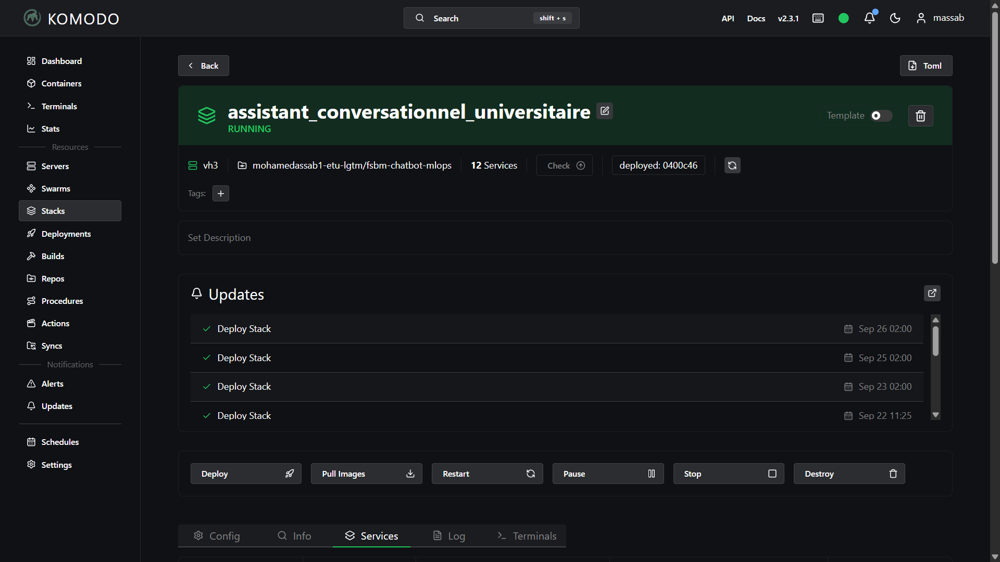 KOMODO
Search
shift + s
API
Docs
v2.3.1
massab
Dashboard
Containers
Terminals
Stats
Resources
Servers
Swarms
Stacks
Deployments
Builds
Repos
Procedures
Actions
Syncs
Notifications
Alerts
Updates
Schedules
Settings
Back
Toml
assistant_conversationnel_universitaire
RUNNING
Template
vh3
mohamedassab1-etu-lgtm/fsbm-chatbot-mlops
12 Services
Check
deployed: 0400c46
Tags:
Set Description
Updates
Deploy Stack
Sep 26 02:00
Deploy Stack
Sep 25 02:00
Deploy Stack
Sep 23 02:00
Deploy Stack
Sep 22 11:25
Deploy
Pull Images
Restart
Pause
Stop
Destroy
Config
Info
Services
Log
Terminals